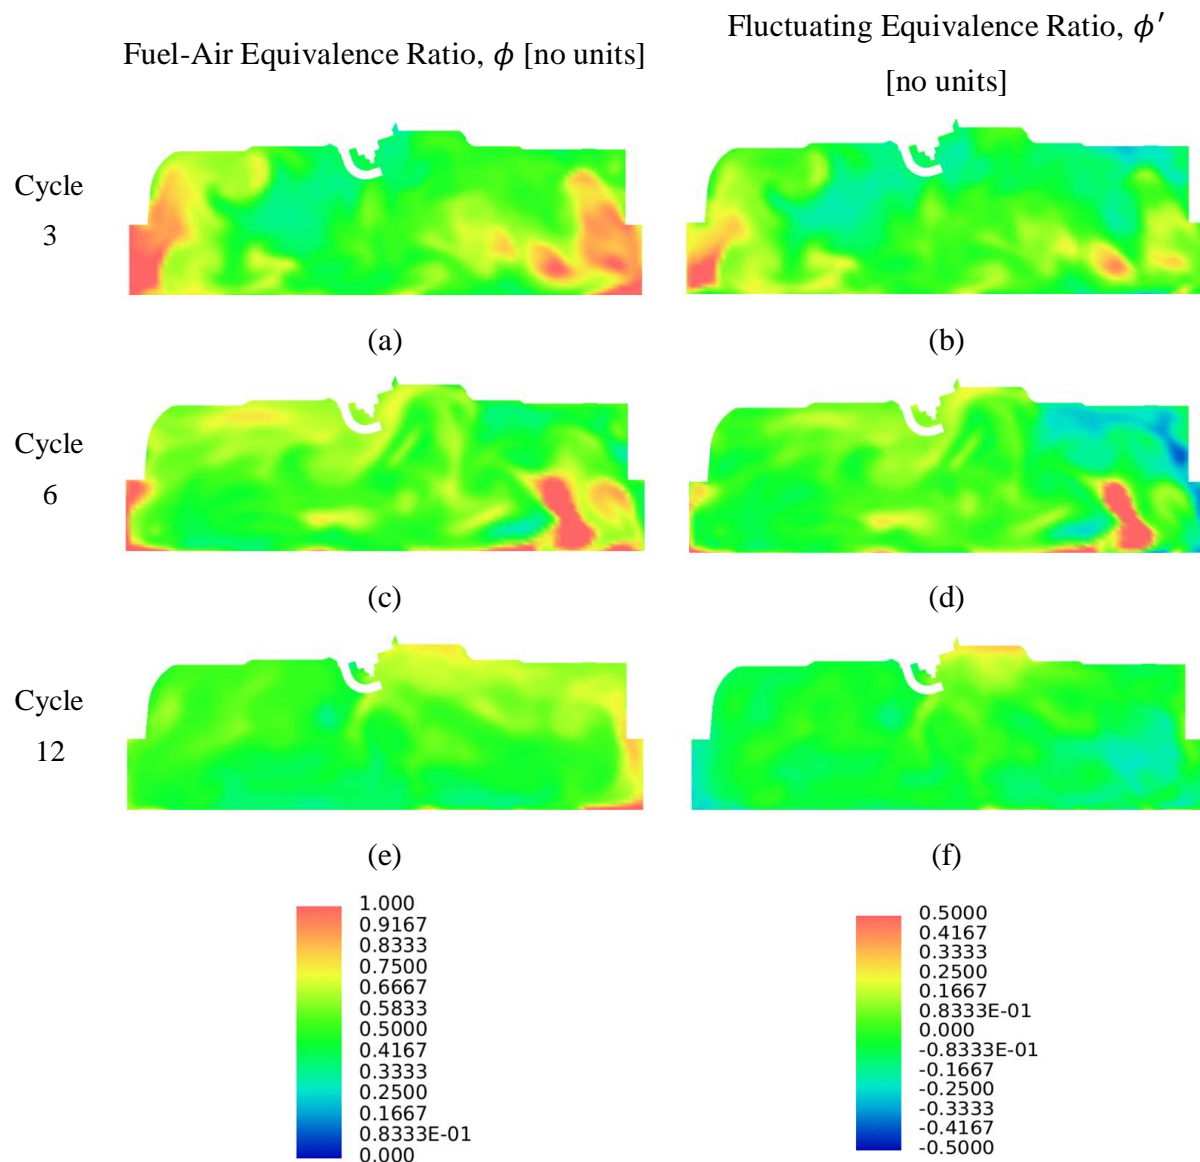 Fuel-Air Equivalence Ratio, ϕ [no units]
Fluctuating Equivalence Ratio, ϕ′
[no units]
Cycle
3
(a)
(b)
Cycle
6
(c)
(d)
Cycle
12
(e)
(f)
1.000
0.9167
0.8333
0.7500
0.6667
0.5833
0.5000
0.4167
0.3333
0.2500
0.1667
0.8333E-01
0.000
0.5000
0.4167
0.3333
0.2500
0.1667
0.8333E-01
0.000
-0.8333E-01
-0.1667
-0.2500
-0.3333
-0.4167
-0.5000